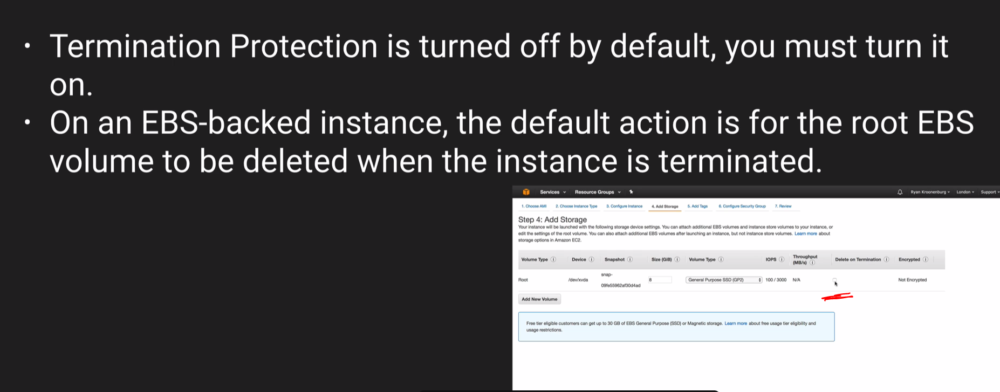 • Termination Protection is turned off by default, you must turn it
on.
• On an EBS-backed instance, the default action is for the root EBS
volume to be deleted when the instance is terminated.
Services Resource Groups Ryan Kroonenburg London Support
1. Choose AMI 2. Choose Instance Type 3. Configure Instance 4. Add Storage 5. Add Tags 6. Configure Security Group 7. Review
Step 4: Add Storage
Your instance will be launched with the following storage device settings. You can attach additional EBS volumes and instance store volumes to your instance, or
edit the settings of the root volume. You can also attach additional EBS volumes after launching an instance, but not instance store volumes. Learn more about
storage options in Amazon EC2.
Volume Type Device Snapshot Size (GiB) Volume Type IOPS Throughput (MB/s) Delete on Termination Encrypted
Root /dev/xvda snap-09fe55962af30d4ad 8 General Purpose SSD (GP2) 100 / 3000 N/A Not Encrypted
Add New Volume
Free tier eligible customers can get up to 30 GB of EBS General Purpose (SSD) or Magnetic storage. Learn more about free usage tier eligibility and
usage restrictions.